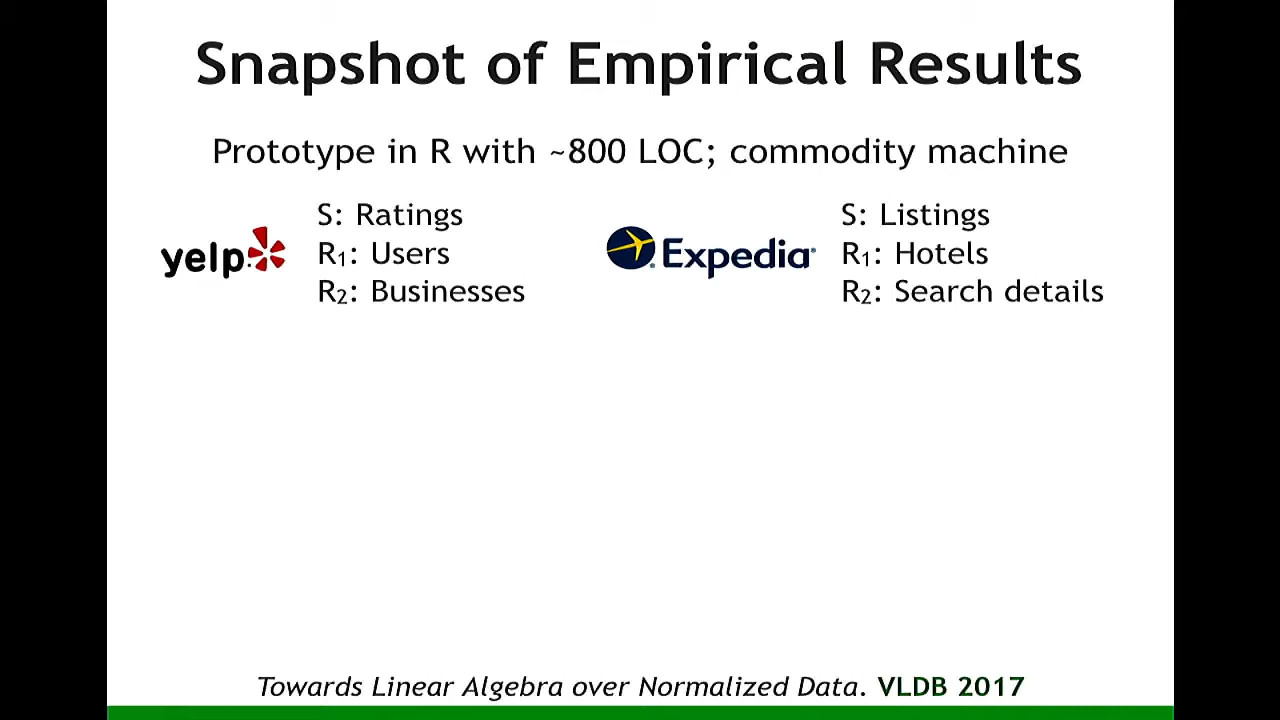 Snapshot of Empirical Results
Prototype in R with ~800 LOC; commodity machine
yelp
S: Ratings
R₁: Users
R₂: Businesses
Expedia
S: Listings
R₁: Hotels
R₂: Search details
Towards Linear Algebra over Normalized Data. VLDB 2017